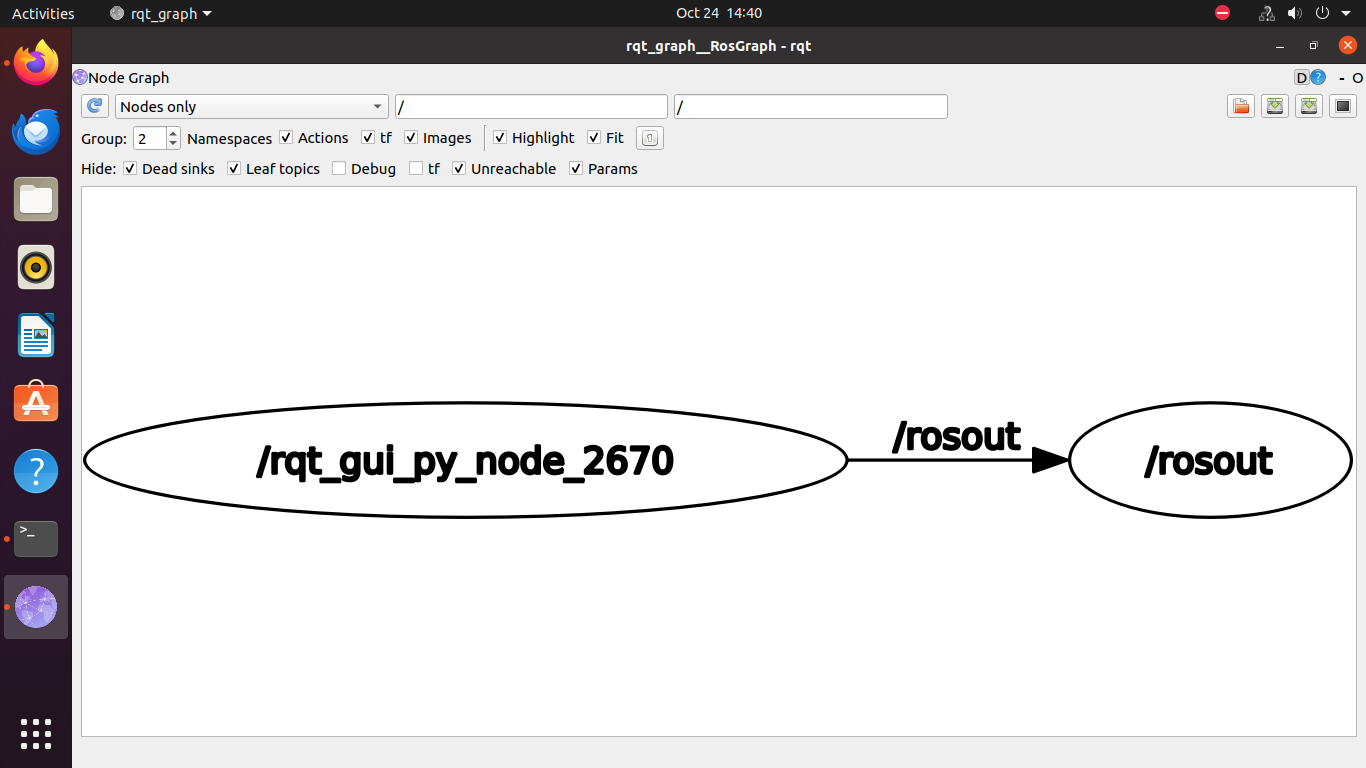 Activities rqt_graph Oct 24 14:40
rqt_graph__RosGraph - rqt
Node Graph D ? - O
Nodes only / /
Group: 2 Namespaces Actions tf Images Highlight Fit
Hide: Dead sinks Leaf topics Debug tf Unreachable Params
/rqt_gui_py_node_2670 /rosout /rosout